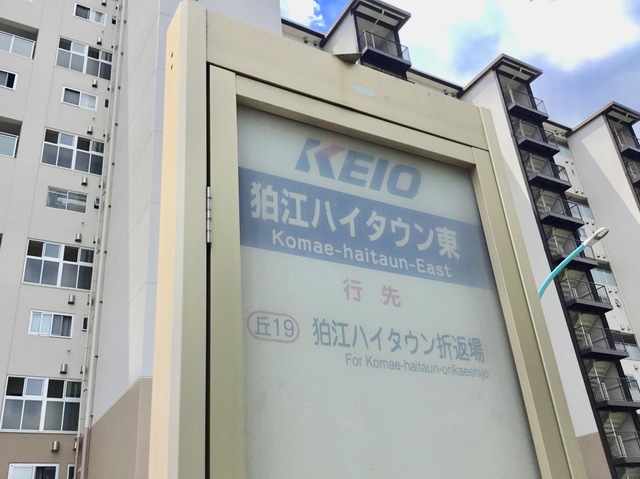 KEIO
狛江ハイタウン東
Komae-haitaun-East
行先
丘19 狛江ハイタウン折返場
For Komae-haitaun-orikaeshijo